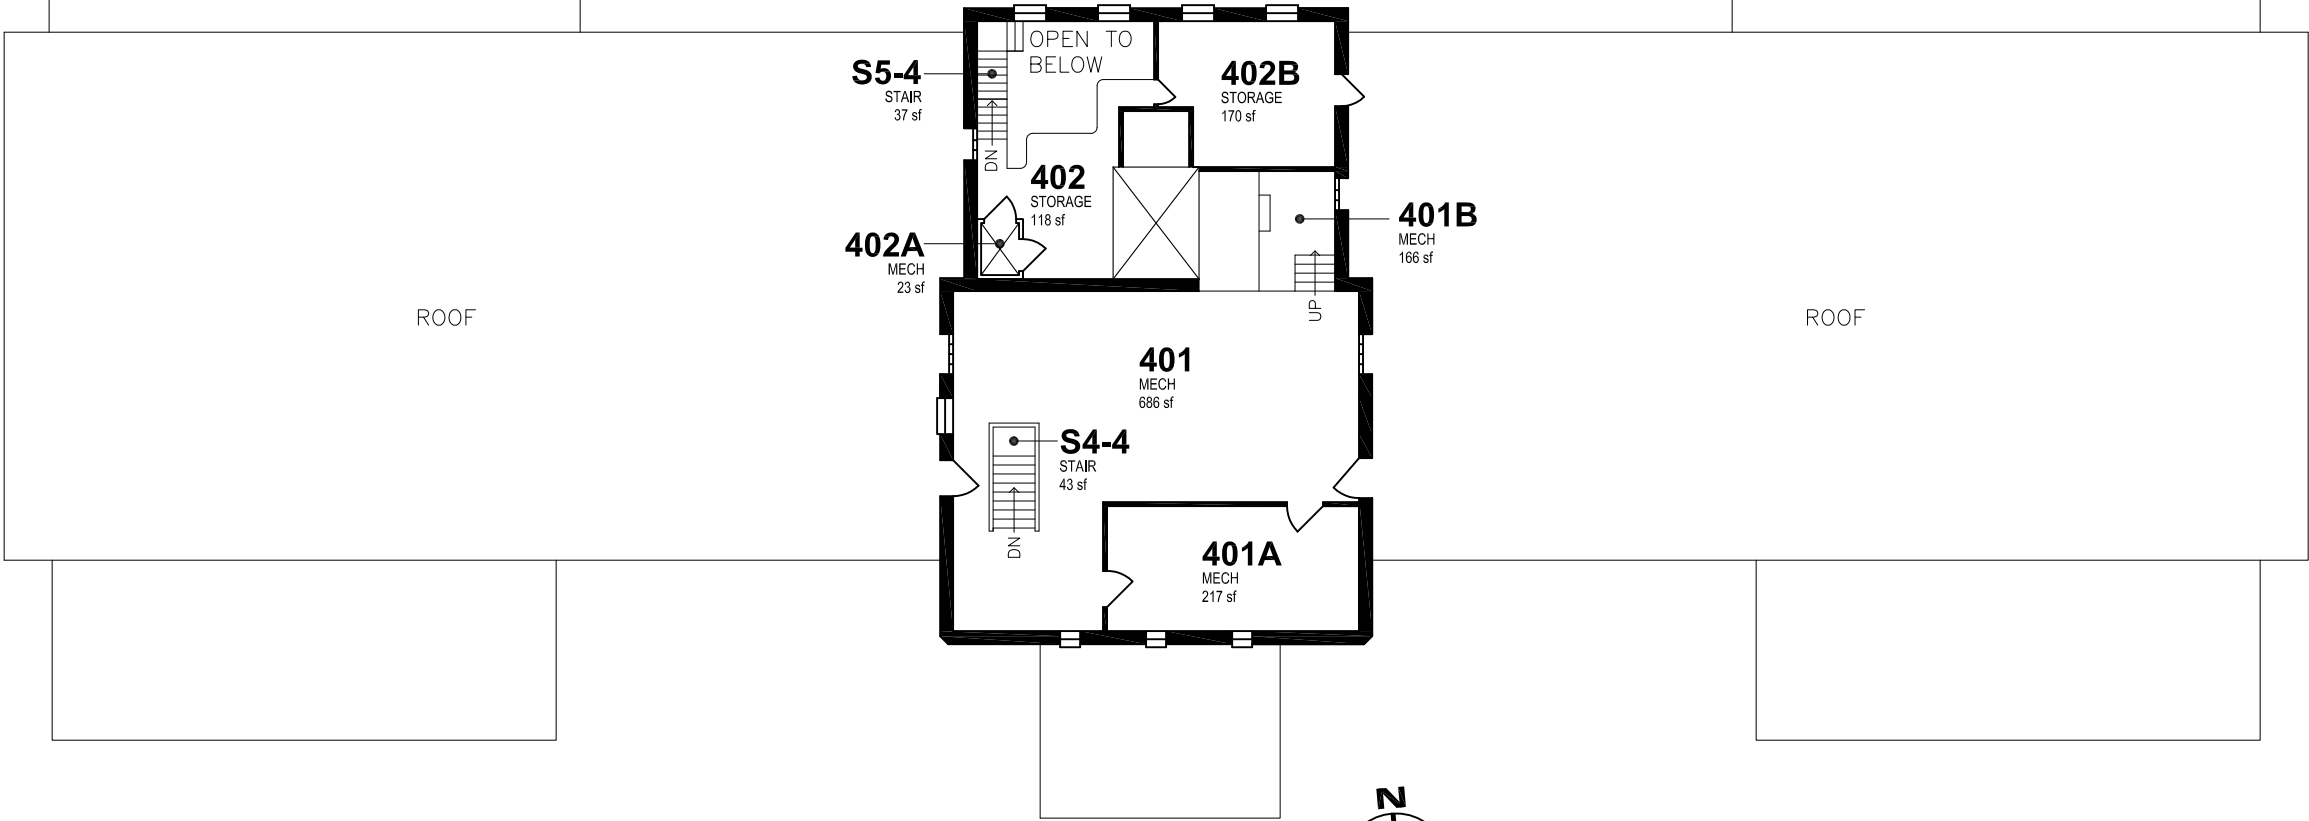 OPEN TO
BELOW
S5-4
STAIR
37 sf
402B
STORAGE
170 sf
DN
402
STORAGE
118 sf
401B
MECH
166 sf
402A
MECH
23 sf
UP
ROOF
ROOF
401
MECH
686 sf
S4-4
STAIR
43 sf
DN
401A
MECH
217 sf
N